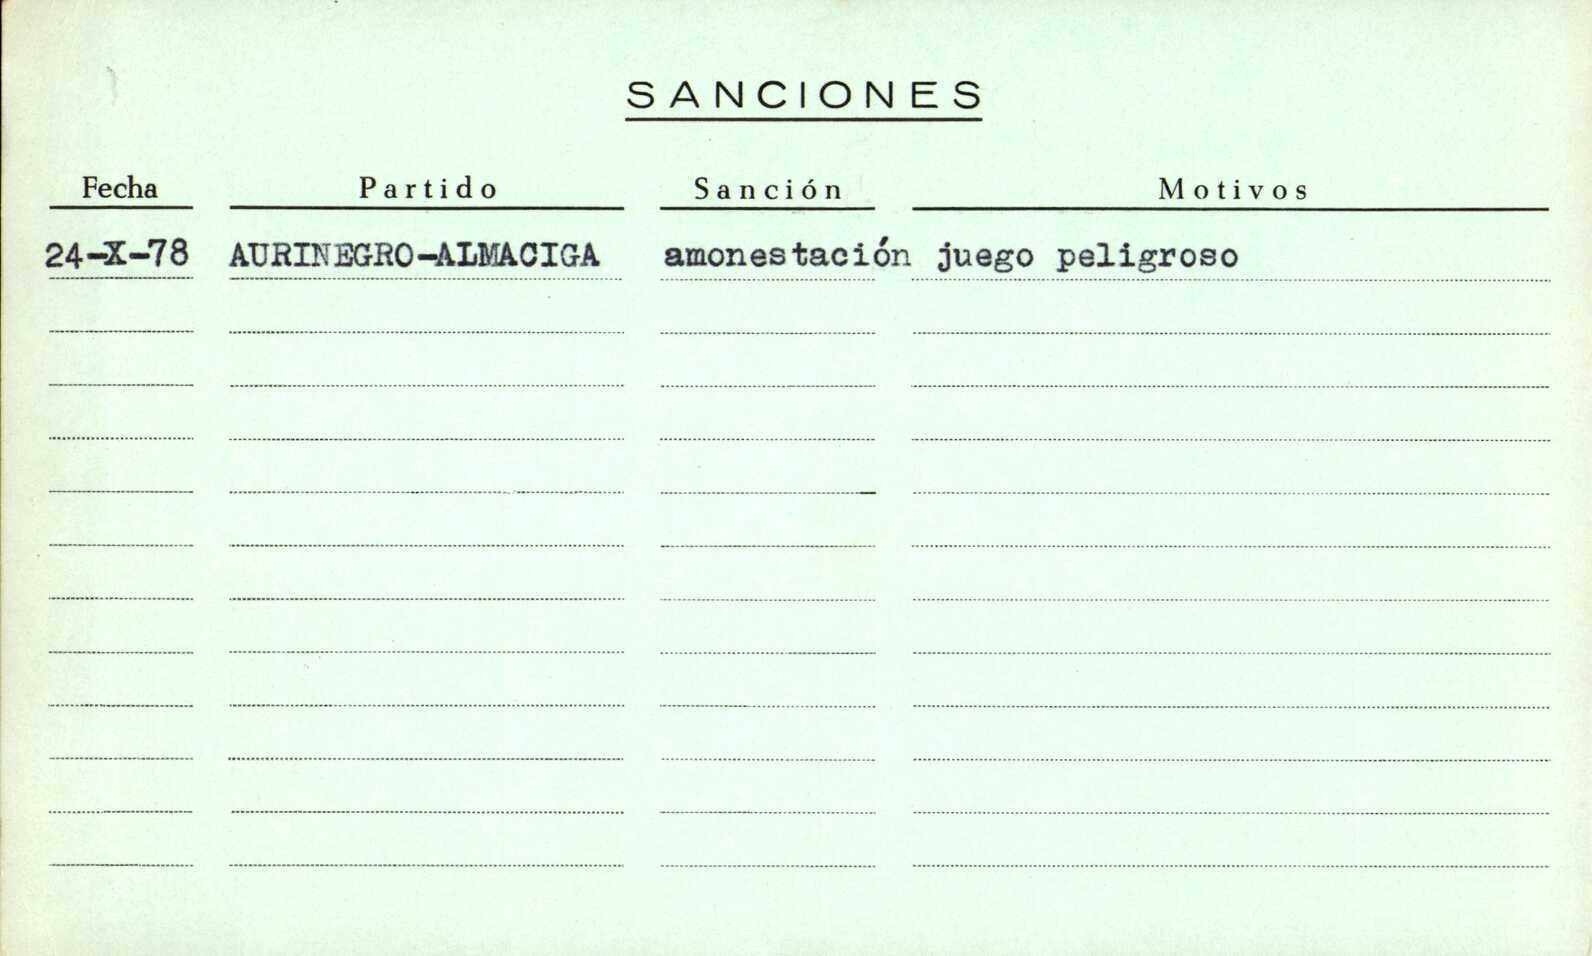 SANCIONES
Fecha Partido Sanción Motivos
24-X-78 AURINEGRO-ALMACIGA amonestación juego peligroso